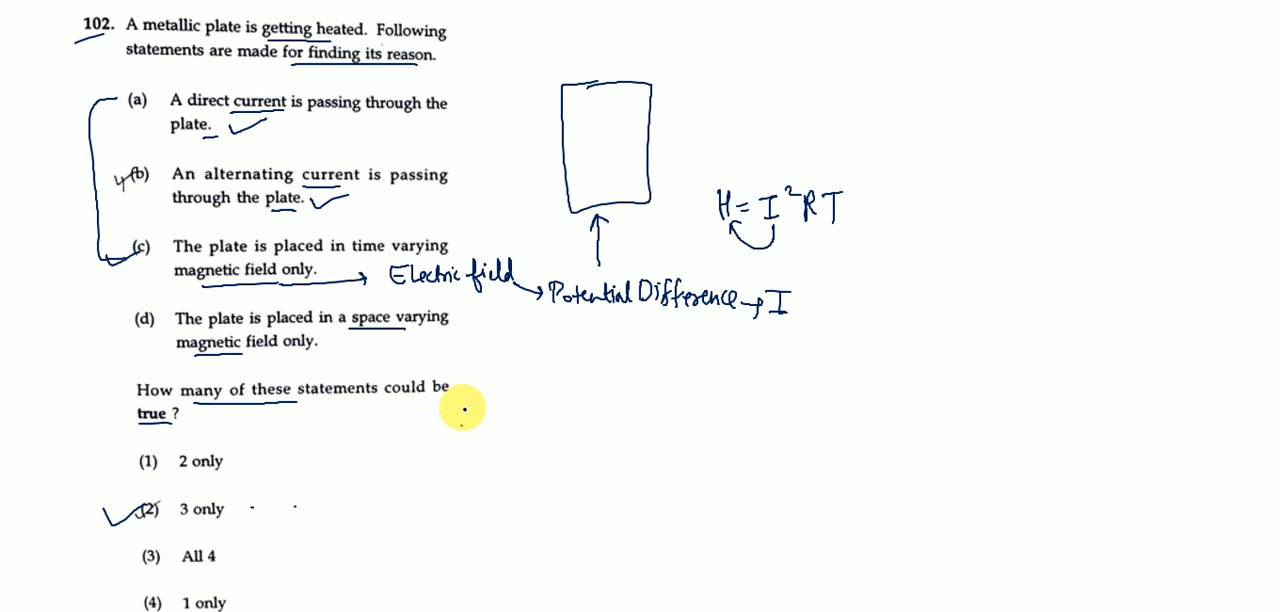 102. A metallic plate is getting heated. Following
statements are made for finding its reason.
(a) A direct current is passing through the
plate.
(b) An alternating current is passing
through the plate.
H = I²RT
(c) The plate is placed in time varying
magnetic field only. → Electric field → Potential Difference → I
(d) The plate is placed in a space varying
magnetic field only.
How many of these statements could be
true ?
(1) 2 only
(2) 3 only
(3) All 4
(4) 1 only